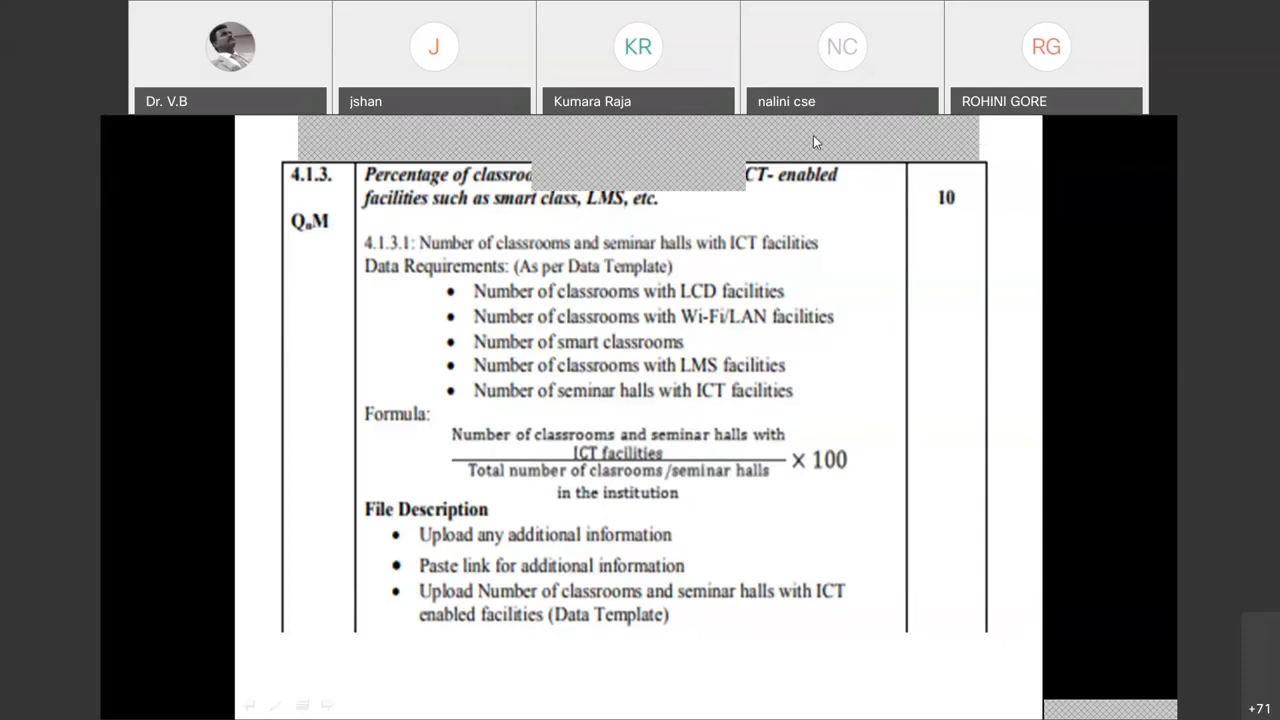 J
KR
NC
RG
Dr. V.B
jshan
Kumara Raja
nalini cse
ROHINI GORE
4.1.3.
Percentage of CT- enabled
facilities such as smart class, LMS, etc.
10
QnM
4.1.3.1: Number of classrooms and seminar halls with ICT facilities
Data Requirements: (As per Data Template)
• Number of classrooms with LCD facilities
• Number of classrooms with Wi-Fi/LAN facilities
• Number of smart classrooms
• Number of classrooms with LMS facilities
• Number of seminar halls with ICT facilities
Formula:
Number of classrooms and seminar halls with
ICT facilities
Total number of clasrooms/seminar halls
in the institution
× 100
File Description
• Upload any additional information
• Paste link for additional information
• Upload Number of classrooms and seminar halls with ICT
enabled facilities (Data Template)
+71